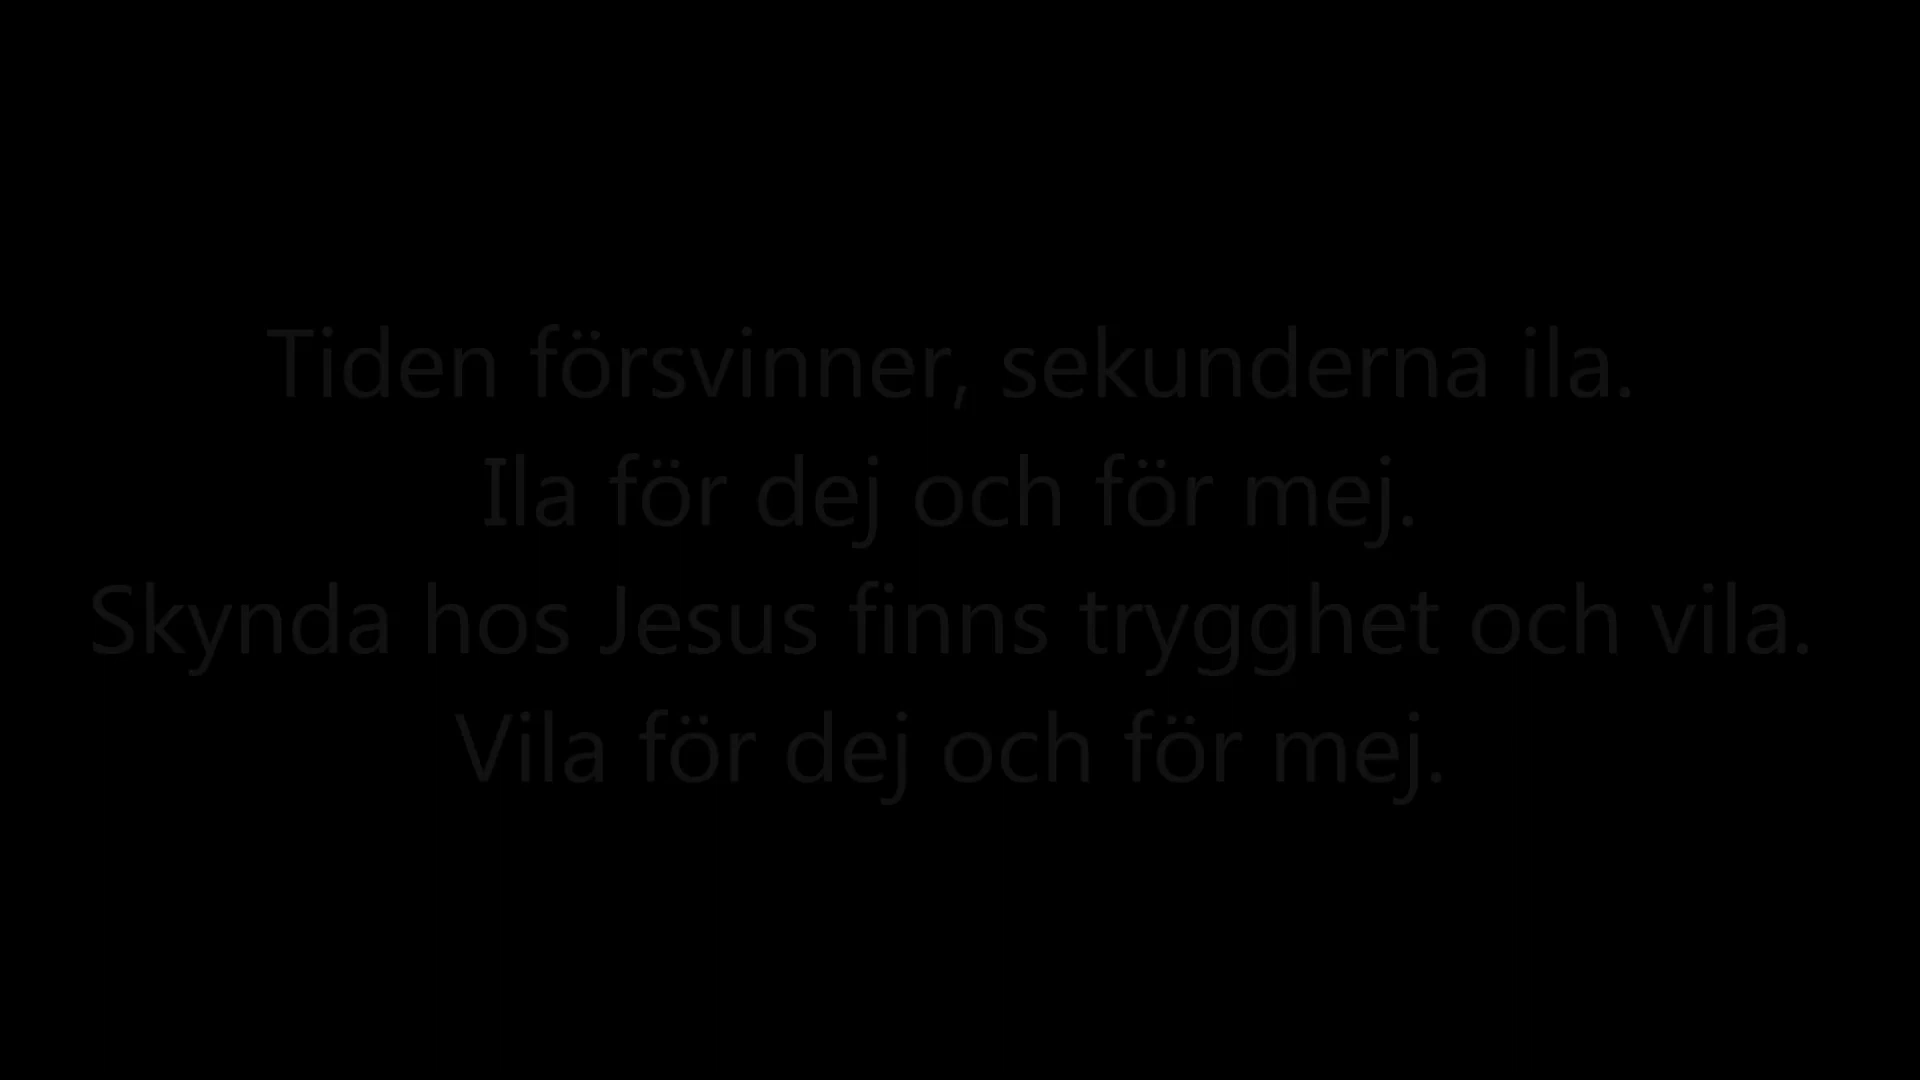 Tiden försvinner, sekunderna ila.
Ila för dej och för mej.
Skynda hos Jesus finns trygghet och vila.
Vila för dej och för mej.